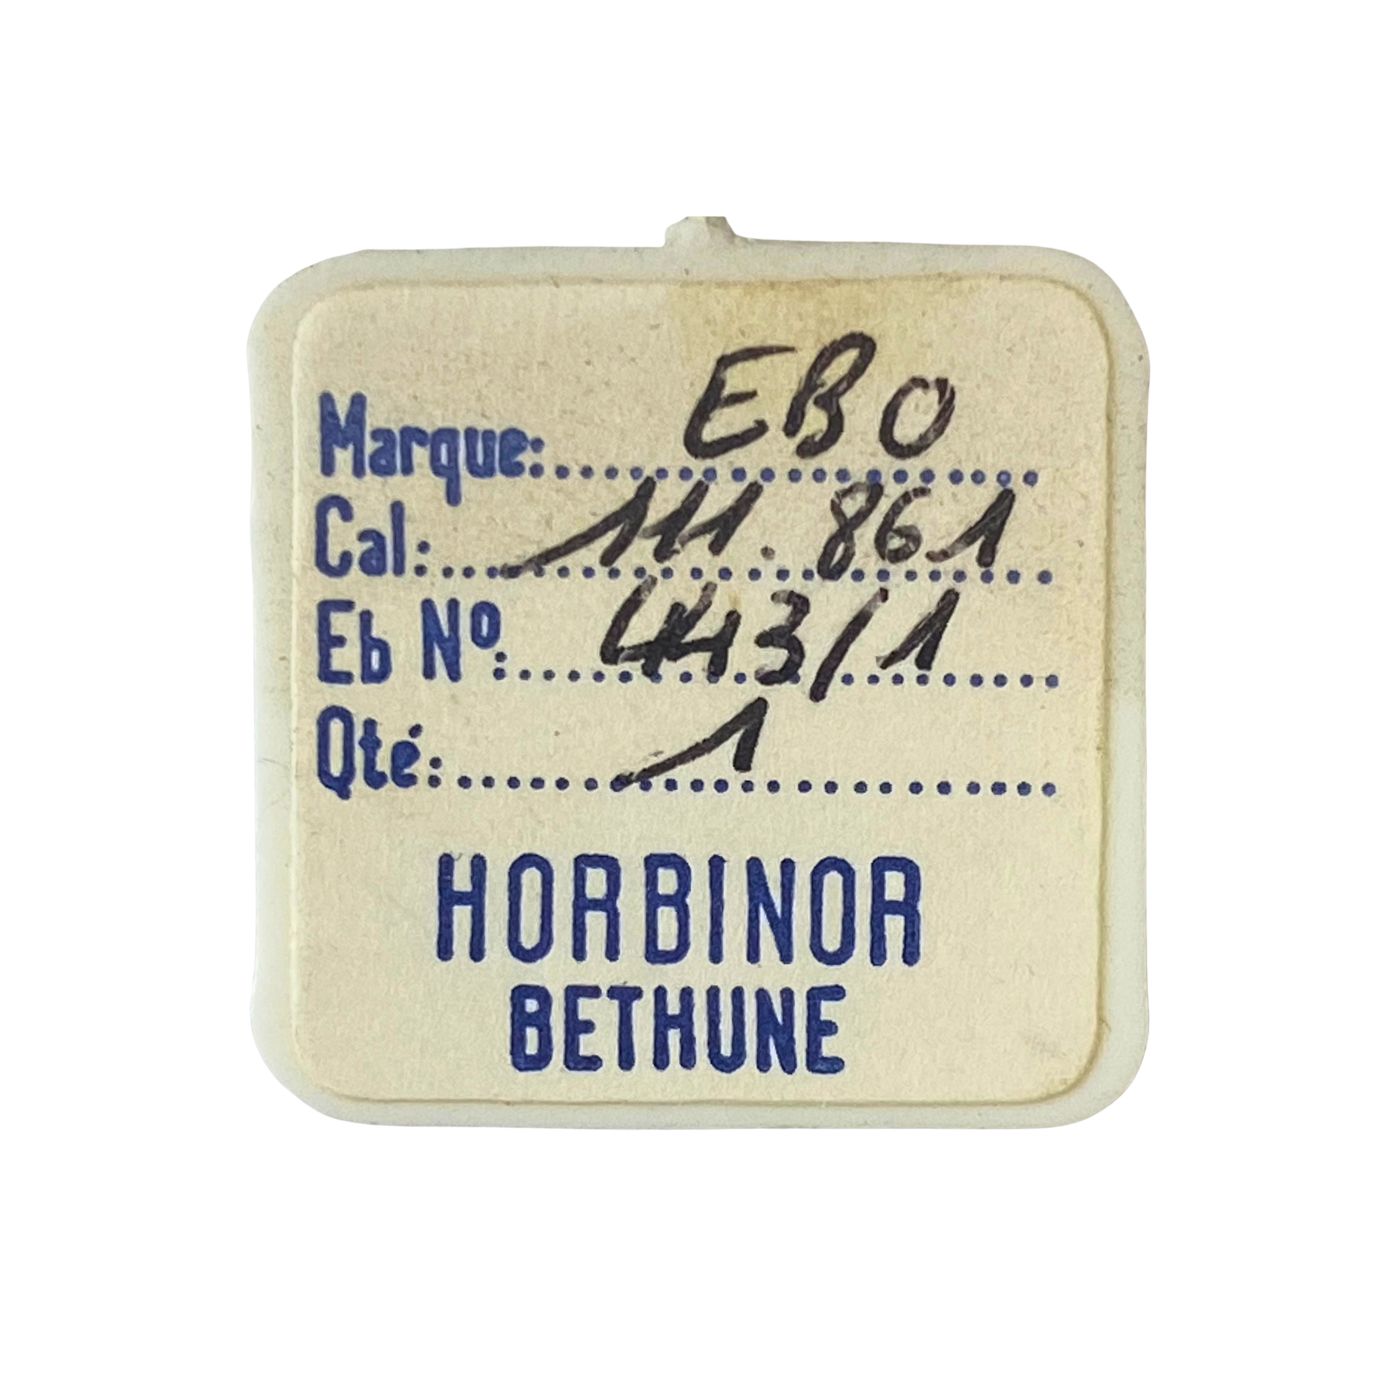 Marque: EBO
Cal: 111.861
Eb Nº: 443/1
Qté: 1
HORBINOR
BETHUNE